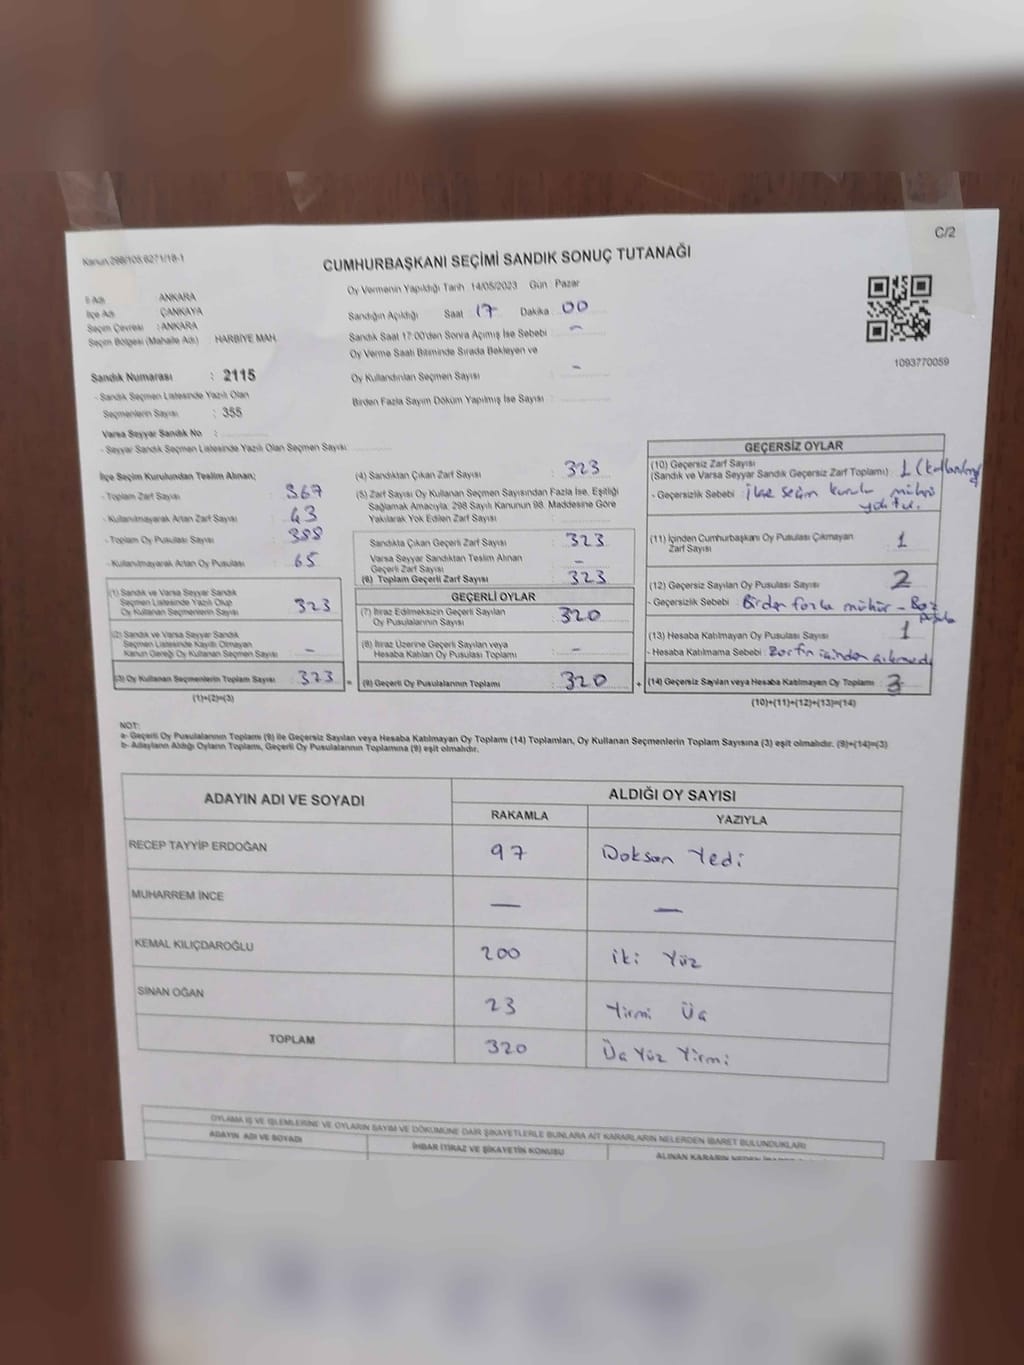 C/2
Kanun:298/105,6271/18-1
CUMHURBAŞKANI SEÇİMİ SANDIK SONUÇ TUTANAĞI
İl Adı : ANKARA
İlçe Adı : ÇANKAYA
Seçim Çevresi : ANKARA
Seçim Bölgesi (Mahalle Adı) HARBİYE MAH.
Oy Vermenin Yapıldığı Tarih 14/05/2023 Gün : Pazar
Sandığın Açıldığı Saat : 17 Dakika : 00
Sandık Saat 17:00'den Sonra Açımış İse Sebebi : -
Oy Verme Saati Bitiminde Sırada Bekleyen ve
Oy Kullandırılan Seçmen Sayısı : -
Birden Fazla Sayım Döküm Yapılmış İse Sayısı :
1093770059
Sandık Numarası : 2115
- Sandık Seçmen Listesinde Yazılı Olan
Seçmenlerin Sayısı : 355
Varsa Seyyar Sandık No :
- Seyyar Sandık Seçmen Listesinde Yazılı Olan Seçmen Sayısı
İlçe Seçim Kurulundan Teslim Alınan;
- Toplam Zarf Sayısı : 367
- Kullanılmayarak Artan Zarf Sayısı : 43
- Toplam Oy Pusulası Sayısı : 388
- Kullanılmayarak Artan Oy Pusulası : 65
(1) Sandık ve Varsa Seyyar Sandık
Seçmen Listesinde Yazılı Olup
Oy Kullanan Seçmenlerin Sayısı : 323
(2) Sandık ve Varsa Seyyar Sandık
Seçmen Listesinde Kayıtlı Olmayan
Kanun Gereği Oy Kullanan Seçmen Sayısı : -
(3) Oy Kullanan Seçmenlerin Toplam Sayısı : 323
(1)+(2)=(3)
(4) Sandıktan Çıkan Zarf Sayısı : 323
(5) Zarf Sayısı Oy Kullanan Seçmen Sayısından Fazla İse, Eşitliği
Sağlamak Amacıyla; 298 Sayılı Kanunun 98. Maddesine Göre
Yakılarak Yok Edilen Zarf Sayısı :
Sandıkta Çıkan Geçerli Zarf Sayısı : 323
Varsa Seyyar Sandıktan Teslim Alınan
Geçerli Zarf Sayısı : -
(6) Toplam Geçerli Zarf Sayısı : 323
GEÇERLİ OYLAR
(7) İtiraz Edilmeksizin Geçerli Sayılan
Oy Pusulalarının Sayısı : 320
(8) İtiraz Üzerine Geçerli Sayılan veya
Hesaba Katılan Oy Pusulası Toplamı : -
= (9) Geçerli Oy Pusulalarının Toplamı : 320 +
GEÇERSİZ OYLAR
(10) Geçersiz Zarf Sayısı
(Sandık ve Varsa Seyyar Sandık Geçersiz Zarf Toplamı) : 1
- Geçersizlik Sebebi : İlçe seçim kurulu mührü
yoktu.
(11) İçinden Cumhurbaşkanı Oy Pusulası Çıkmayan
Zarf Sayısı : 1
(12) Geçersiz Sayılan Oy Pusulası Sayısı : 2
- Geçersizlik Sebebi : Birden fazla mühür - Boş
pusula
(13) Hesaba Katılmayan Oy Pusulası Sayısı : 1
- Hesaba Katılmama Sebebi : Zarfın içinden çıkmadı
(14) Geçersiz Sayılan veya Hesaba Katılmayan Oy Toplamı : 3
(10)+(11)+(12)+(13)=(14)
NOT:
a- Geçerli Oy Pusulalarının Toplamı (9) ile Geçersiz Sayılan veya Hesaba Katılmayan Oy Toplamı (14) Toplamları, Oy Kullanan Seçmenlerin Toplam Sayısına (3) eşit olmalıdır. (9)+(14)=(3)
b- Adayların Aldığı Oyların Toplamı, Geçerli Oy Pusulalarının Toplamına (9) eşit olmalıdır.
ADAYIN ADI VE SOYADI
ALDIĞI OY SAYISI
RAKAMLA YAZIYLA
RECEP TAYYİP ERDOĞAN 97 Doksan Yedi
MUHARREM İNCE — —
KEMAL KILIÇDAROĞLU 200 İki Yüz
SİNAN OĞAN 23 Yirmi Üç
TOPLAM 320 Üç Yüz Yirmi
OYLAMA İŞ VE İŞLEMLERİNE VE OYLARIN SAYIM VE DÖKÜMÜNE DAİR ŞİKAYETLERLE BUNLARA AİT KARARLARIN NELERDEN İBARET BULUNDUKLARI
ADAYIN ADI VE SOYADI İHBAR İTİRAZ VE ŞİKAYETİN KONUSU ALINAN KARARIN NEDEN